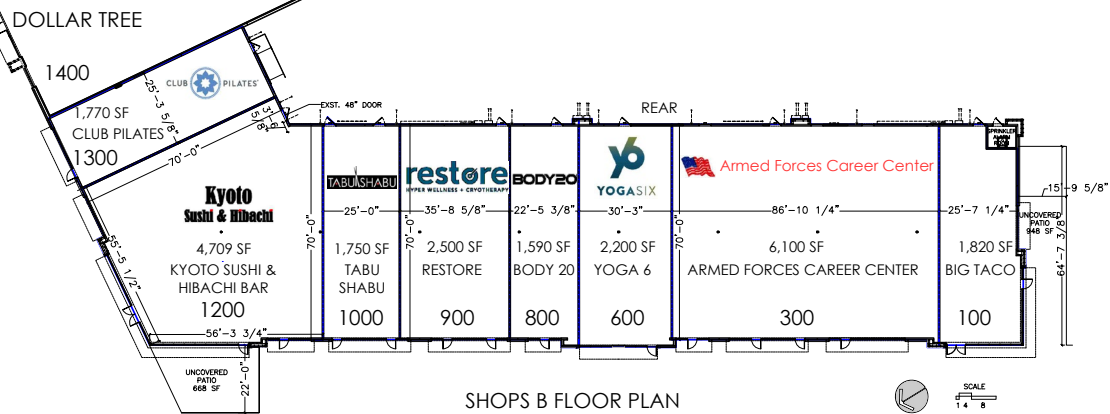 DOLLAR TREE
1400
CLUB PILATES
25'-3 5/8"
1,770 SF
CLUB PILATES
1300
70'-0"
EXST. 48" DOOR
REAR
SPRINKLER
ALARM
ROOM
Kyoto
Sushi & Hibachi
4,709 SF
KYOTO SUSHI &
HIBACHI BAR
1200
55'-5 1/2"
56'-3 3/4"
70'-0"
TABU SHABU
25'-0"
1,750 SF
TABU
SHABU
1000
restore
HYPER WELLNESS + CRYOTHERAPY
35'-8 5/8"
70'-0"
2,500 SF
RESTORE
900
BODY20
22'-5 3/8"
1,590 SF
BODY 20
800
y6
YOGASIX
30'-3"
2,200 SF
YOGA 6
600
Armed Forces Career Center
86'-10 1/4"
6,100 SF
ARMED FORCES CAREER CENTER
300
25'-7 1/4"
1,820 SF
BIG TACO
100
15'-9 5/8"
UNCOVERED
PATIO
948 SF
64'-7 3/8"
UNCOVERED
PATIO
668 SF
22'-0"
SHOPS B FLOOR PLAN
SCALE
1 4 8